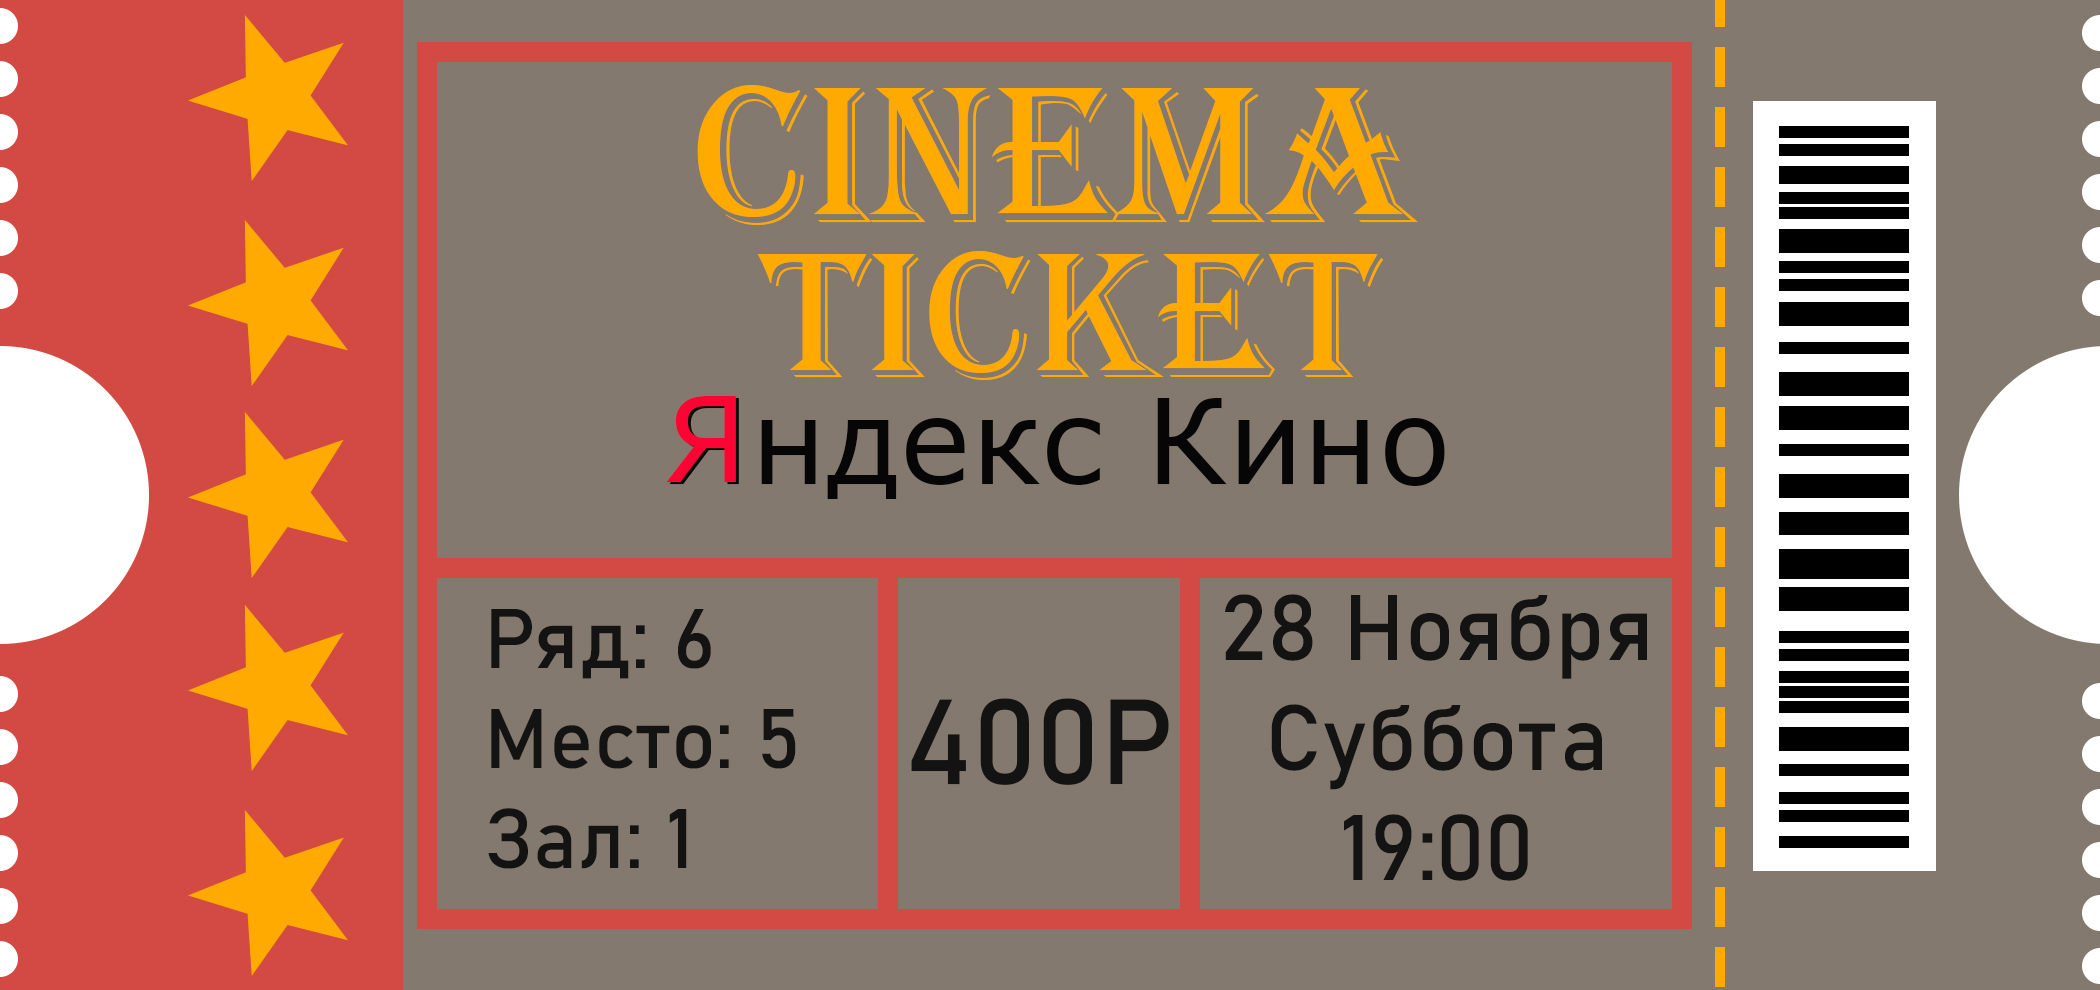 CINEMA
TICKET
Яндекс Кино
Ряд: 6
Место: 5
Зал: 1
400Р
28 Ноября
Суббота
19:00